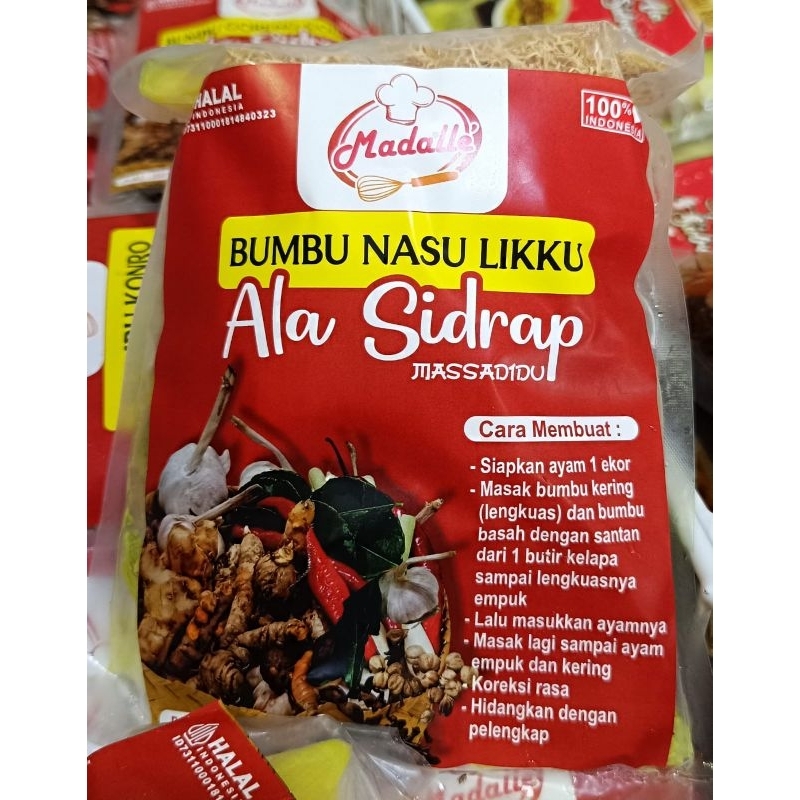 HALAL
INDONESIA
ID73110001814840323
Madallé
100%
INDONESIA
BUMBU NASU LIKKU
Ala Sidrap
MASSADIDU
Cara Membuat :
- Siapkan ayam 1 ekor
- Masak bumbu kering
(lengkuas) dan bumbu
basah dengan santan
dari 1 butir kelapa
sampai lengkuasnya
empuk
- Lalu masukkan ayamnya
- Masak lagi sampai ayam
empuk dan kering
- Koreksi rasa
- Hidangkan dengan
pelengkap
KONRO
HALAL
INDONESIA
Madallé